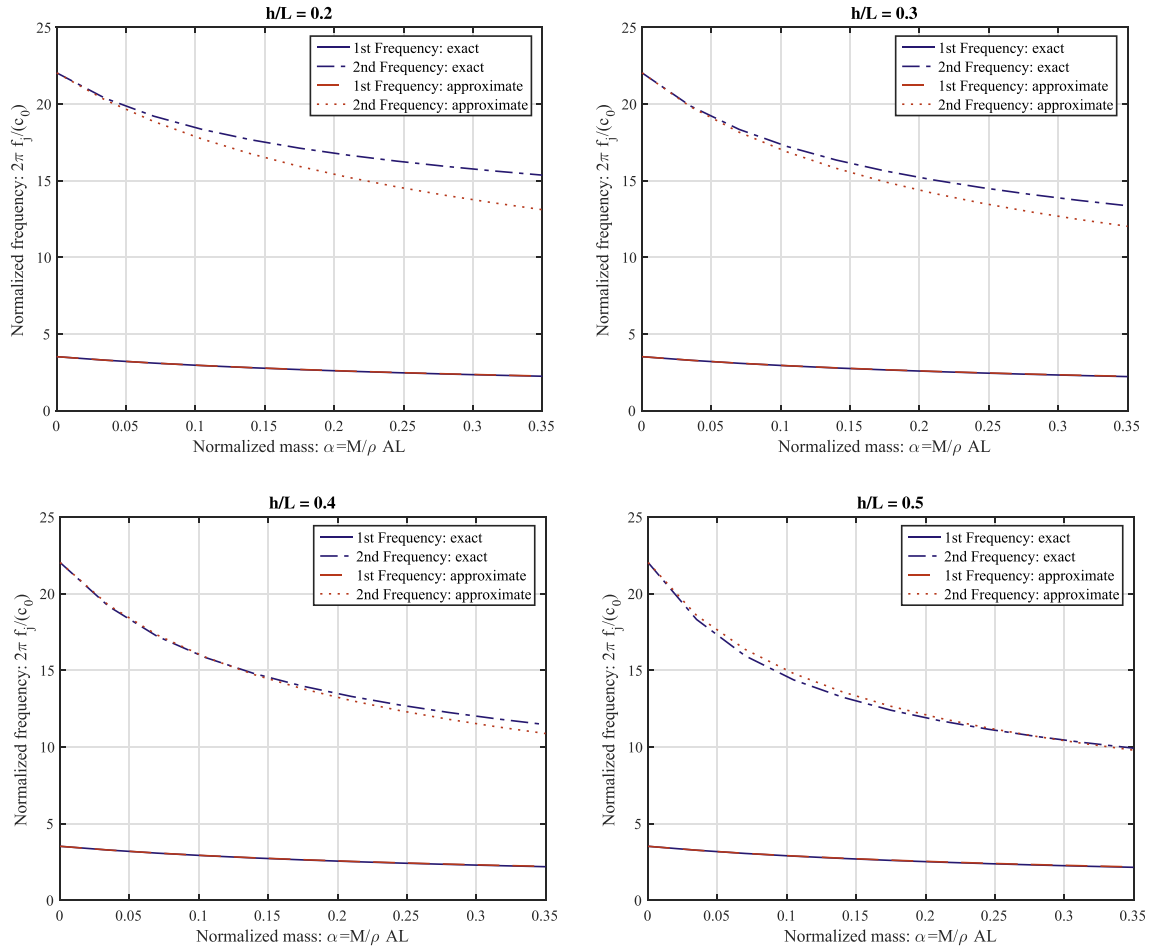 h/L = 0.2
25
20
15
10
5
0
Normalized frequency: 2π f_j/(c_0)
1st Frequency: exact
2nd Frequency: exact
1st Frequency: approximate
2nd Frequency: approximate
0 0.05 0.1 0.15 0.2 0.25 0.3 0.35
Normalized mass: α=M/ρ AL
h/L = 0.3
25
20
15
10
5
0
Normalized frequency: 2π f_j/(c_0)
1st Frequency: exact
2nd Frequency: exact
1st Frequency: approximate
2nd Frequency: approximate
0 0.05 0.1 0.15 0.2 0.25 0.3 0.35
Normalized mass: α=M/ρ AL
h/L = 0.4
25
20
15
10
5
0
Normalized frequency: 2π f_j/(c_0)
1st Frequency: exact
2nd Frequency: exact
1st Frequency: approximate
2nd Frequency: approximate
0 0.05 0.1 0.15 0.2 0.25 0.3 0.35
Normalized mass: α=M/ρ AL
h/L = 0.5
25
20
15
10
5
0
Normalized frequency: 2π f_j/(c_0)
1st Frequency: exact
2nd Frequency: exact
1st Frequency: approximate
2nd Frequency: approximate
0 0.05 0.1 0.15 0.2 0.25 0.3 0.35
Normalized mass: α=M/ρ AL